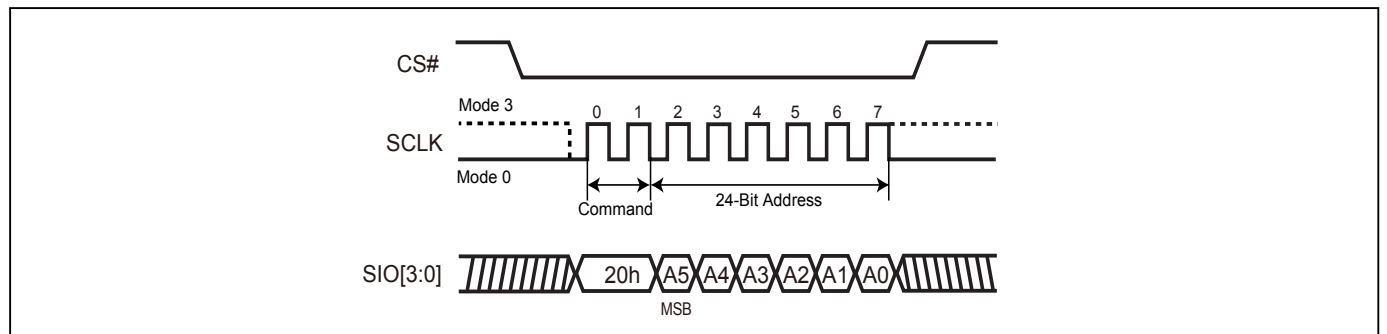 CS#
Mode 3
0 1 2 3 4 5 6 7
SCLK
Mode 0
Command
24-Bit Address
SIO[3:0]
20h A5 A4 A3 A2 A1 A0
MSB